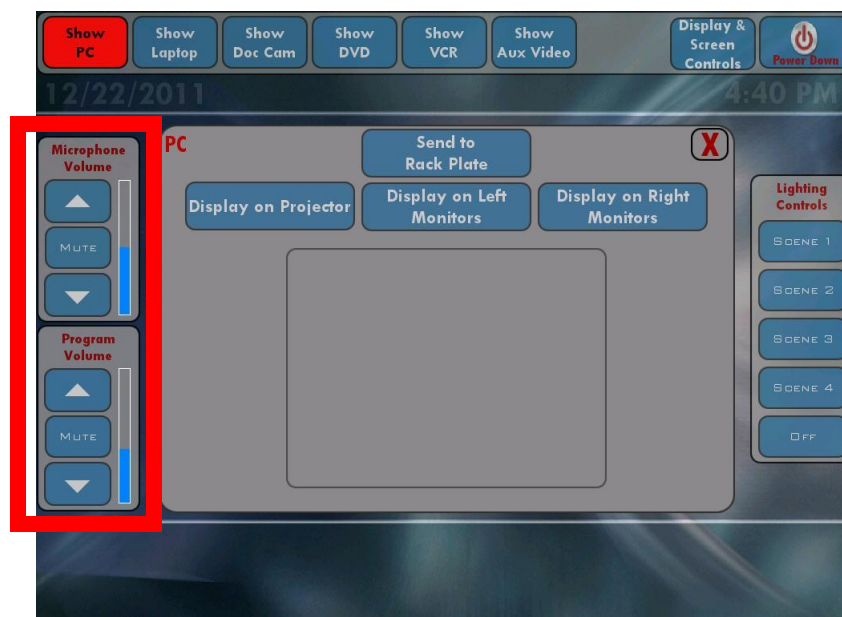 Show
PC
Show
Laptop
Show
Doc Cam
Show
DVD
Show
VCR
Show
Aux Video
Display &
Screen
Controls
Power Down
12/22/2011
4:40 PM
Microphone
Volume
MUTE
Program
Volume
MUTE
PC
Send to
Rack Plate
X
Display on Projector
Display on Left
Monitors
Display on Right
Monitors
Lighting
Controls
SCENE 1
SCENE 2
SCENE 3
SCENE 4
OFF